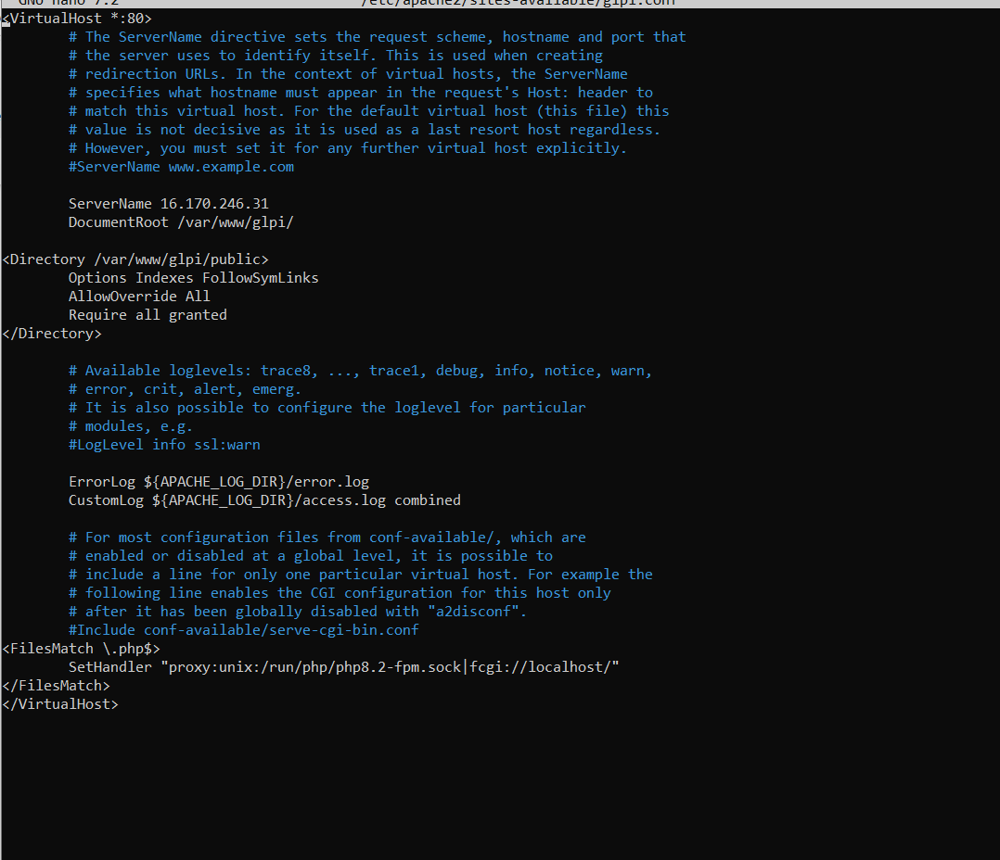 GNU nano 7.2 /etc/apache2/sites-available/glpi.conf
<VirtualHost *:80>
# The ServerName directive sets the request scheme, hostname and port that
# the server uses to identify itself. This is used when creating
# redirection URLs. In the context of virtual hosts, the ServerName
# specifies what hostname must appear in the request's Host: header to
# match this virtual host. For the default virtual host (this file) this
# value is not decisive as it is used as a last resort host regardless.
# However, you must set it for any further virtual host explicitly.
#ServerName www.example.com
ServerName 16.170.246.31
DocumentRoot /var/www/glpi/
<Directory /var/www/glpi/public>
Options Indexes FollowSymLinks
AllowOverride All
Require all granted
</Directory>
# Available loglevels: trace8, ..., trace1, debug, info, notice, warn,
# error, crit, alert, emerg.
# It is also possible to configure the loglevel for particular
# modules, e.g.
#LogLevel info ssl:warn
ErrorLog ${APACHE_LOG_DIR}/error.log
CustomLog ${APACHE_LOG_DIR}/access.log combined
# For most configuration files from conf-available/, which are
# enabled or disabled at a global level, it is possible to
# include a line for only one particular virtual host. For example the
# following line enables the CGI configuration for this host only
# after it has been globally disabled with "a2disconf".
#Include conf-available/serve-cgi-bin.conf
<FilesMatch \.php$>
SetHandler "proxy:unix:/run/php/php8.2-fpm.sock|fcgi://localhost/"
</FilesMatch>
</VirtualHost>